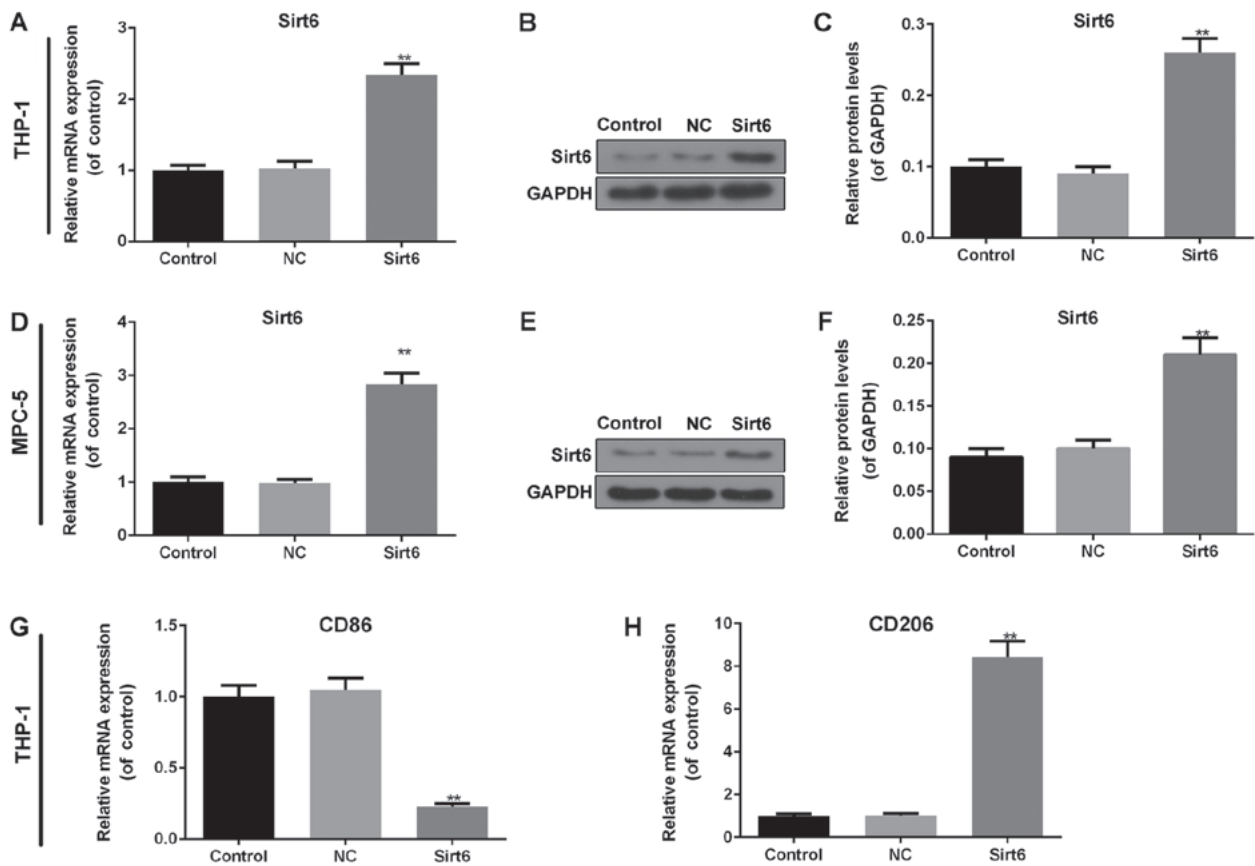 A
THP-1
Sirt6
Relative mRNA expression
(of control)
3
2
1
0
Control NC Sirt6
**
B
Control NC Sirt6
Sirt6
GAPDH
C
Sirt6
Relative protein levels
(of GAPDH)
0.3
0.2
0.1
0.0
Control NC Sirt6
**
D
MPC-5
Sirt6
Relative mRNA expression
(of control)
4
3
2
1
0
Control NC Sirt6
**
E
Control NC Sirt6
Sirt6
GAPDH
F
Sirt6
Relative protein levels
(of GAPDH)
0.25
0.20
0.15
0.10
0.05
0.00
Control NC Sirt6
**
G
THP-1
CD86
Relative mRNA expression
(of control)
1.5
1.0
0.5
0.0
Control NC Sirt6
**
H
CD206
Relative mRNA expression
(of control)
10
8
6
4
2
0
Control NC Sirt6
**